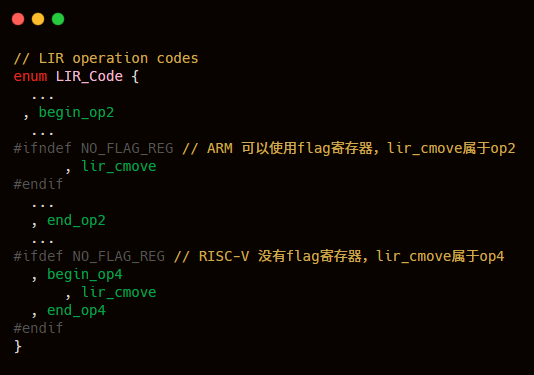 // LIR operation codes
enum LIR_Code {
  ...
 , begin_op2
  ...
#ifndef NO_FLAG_REG // ARM 可以使用flag寄存器，lir_cmove属于op2
      , lir_cmove
#endif
  ...
  , end_op2
  ...
#ifdef NO_FLAG_REG // RISC-V 没有flag寄存器，lir_cmove属于op4
  , begin_op4
      , lir_cmove
  , end_op4
#endif
}